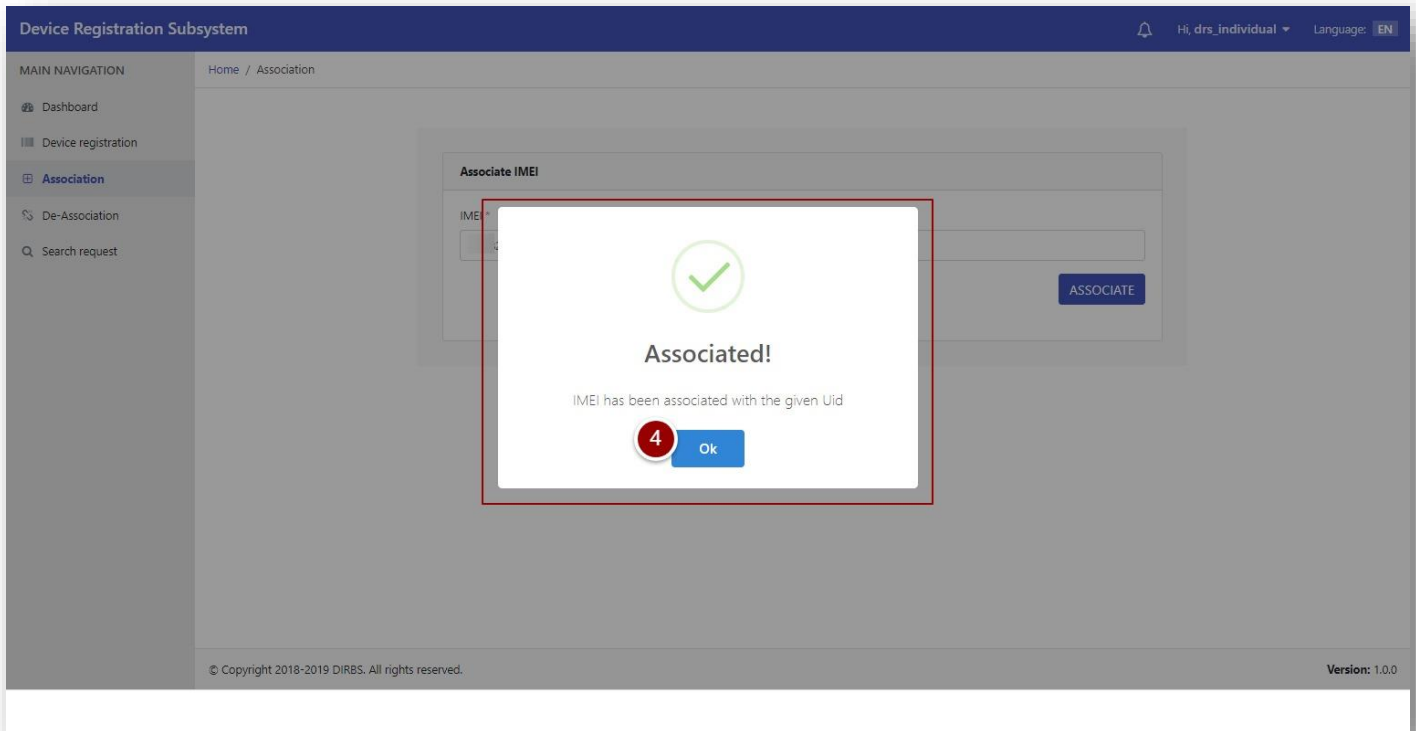 Device Registration Subsystem
Hi, drs_individual
Language: EN
MAIN NAVIGATION
Home / Association
Dashboard
Device registration
Association
De-Association
Search request
Associate IMEI
IMEI *
ASSOCIATE
Associated!
IMEI has been associated with the given Uid
4
Ok
© Copyright 2018-2019 DIRBS. All rights reserved.
Version: 1.0.0